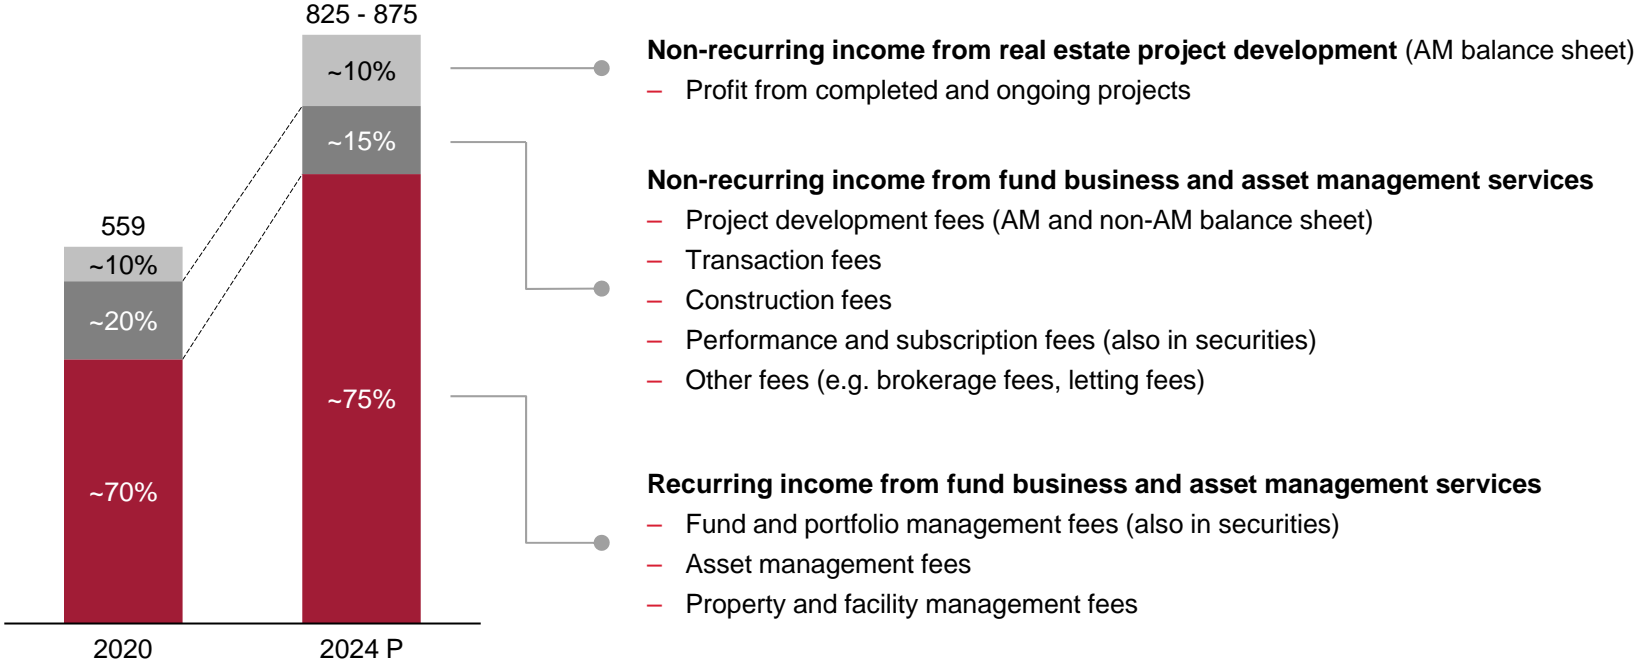 825 - 875
~10%
~15%
~75%
559
~10%
~20%
~70%
2020
2024 P
Non-recurring income from real estate project development (AM balance sheet)
– Profit from completed and ongoing projects
Non-recurring income from fund business and asset management services
– Project development fees (AM and non-AM balance sheet)
– Transaction fees
– Construction fees
– Performance and subscription fees (also in securities)
– Other fees (e.g. brokerage fees, letting fees)
Recurring income from fund business and asset management services
– Fund and portfolio management fees (also in securities)
– Asset management fees
– Property and facility management fees